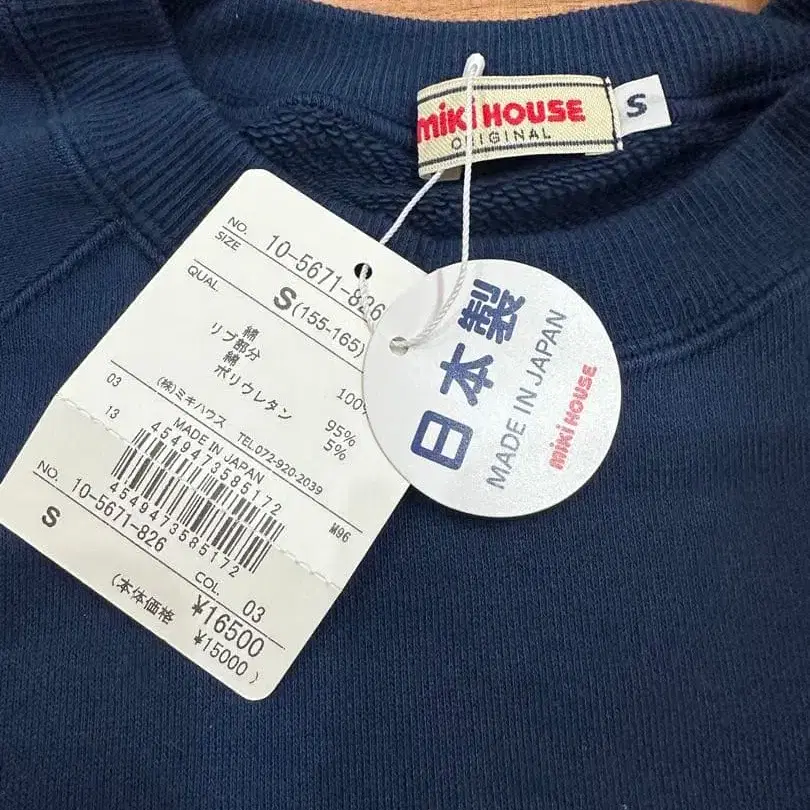 miki HOUSE
ORIGINAL
S
NO. 10-5671-826
SIZE S(155-165)
QUAL.
綿 100%
リブ部分
綿 95%
ポリウレタン 5%
03 (株)ミキハウス TEL072-920-2039
13 MADE IN JAPAN
4549473585172
4549473585172
M96
NO. 10-5671-826
S COL. 03
¥16500
(本体価格 ¥15000)
日本製
MADE IN JAPAN
miki HOUSE